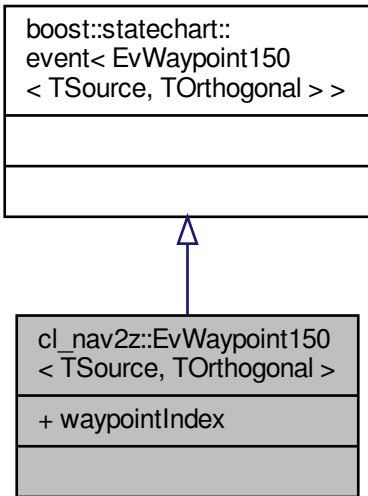 boost::statechart::
event< EvWaypoint150
< TSource, TOrthogonal > >
cl_nav2z::EvWaypoint150
< TSource, TOrthogonal >
+ waypointIndex